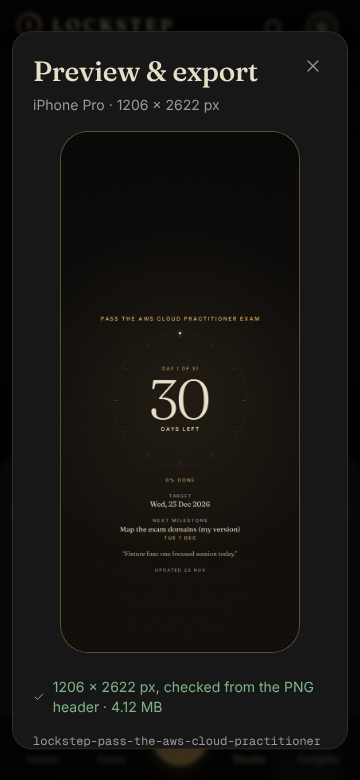 LOCKSTEP
Preview & export
iPhone Pro · 1206 × 2622 px
PASS THE AWS CLOUD PRACTITIONER EXAM
DAY 1 OF 31
30
DAYS LEFT
0% DONE
TARGET
Wed, 23 Dec 2026
NEXT MILESTONE
Map the exam domains (my version)
TUE 1 DEC
"Fixture line: one focused session today."
UPDATED 23 NOV
1206 × 2622 px, checked from the PNG
header · 4.12 MB
lockstep-pass-the-aws-cloud-practitioner